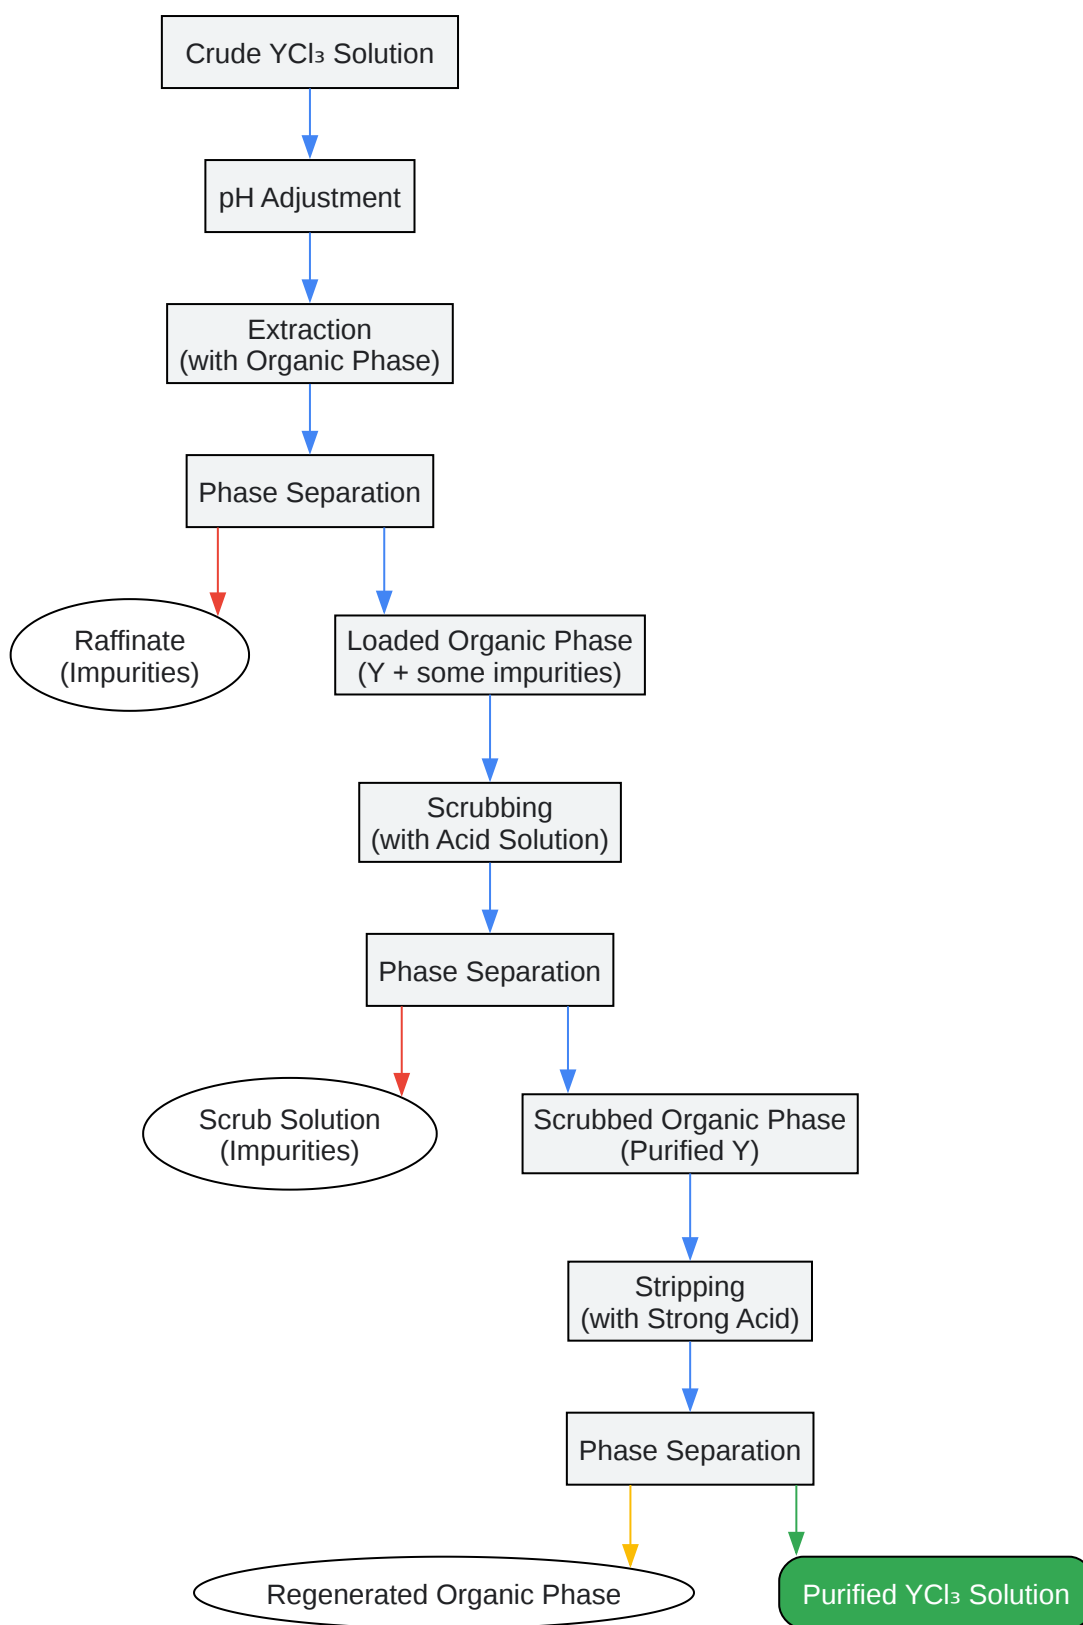 Crude YCl₃ Solution
pH Adjustment
Extraction
(with Organic Phase)
Phase Separation
Raffinate
(Impurities)
Loaded Organic Phase
(Y + some impurities)
Scrubbing
(with Acid Solution)
Phase Separation
Scrub Solution
(Impurities)
Scrubbed Organic Phase
(Purified Y)
Stripping
(with Strong Acid)
Phase Separation
Regenerated Organic Phase
Purified YCl₃ Solution